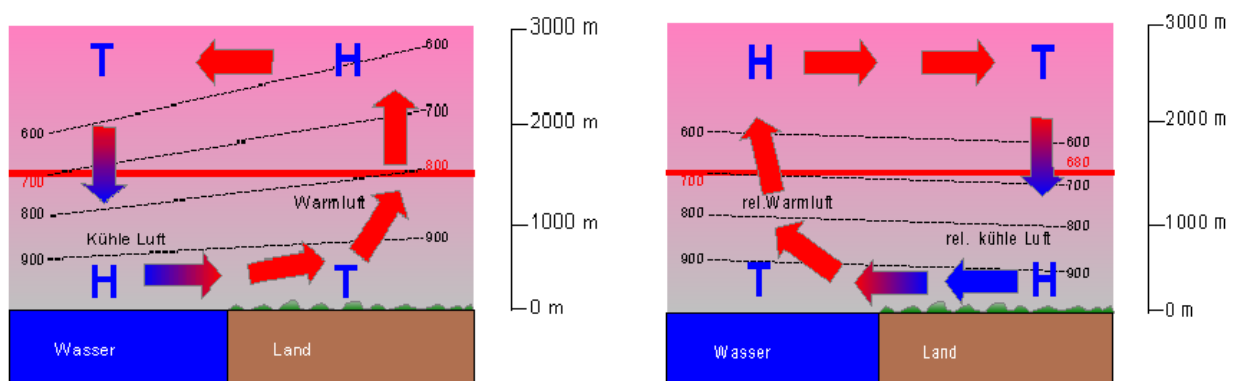 T
H
600
700
800
3000 m
2000 m
1000 m
0 m
600
700
800
900
Warmluft
Kühle Luft
900
H
T
Wasser
Land
H
T
600
700
800
900
600
680
700
800
900
3000 m
2000 m
1000 m
0 m
rel.Warmluft
rel. kühle Luft
T
H
Wasser
Land